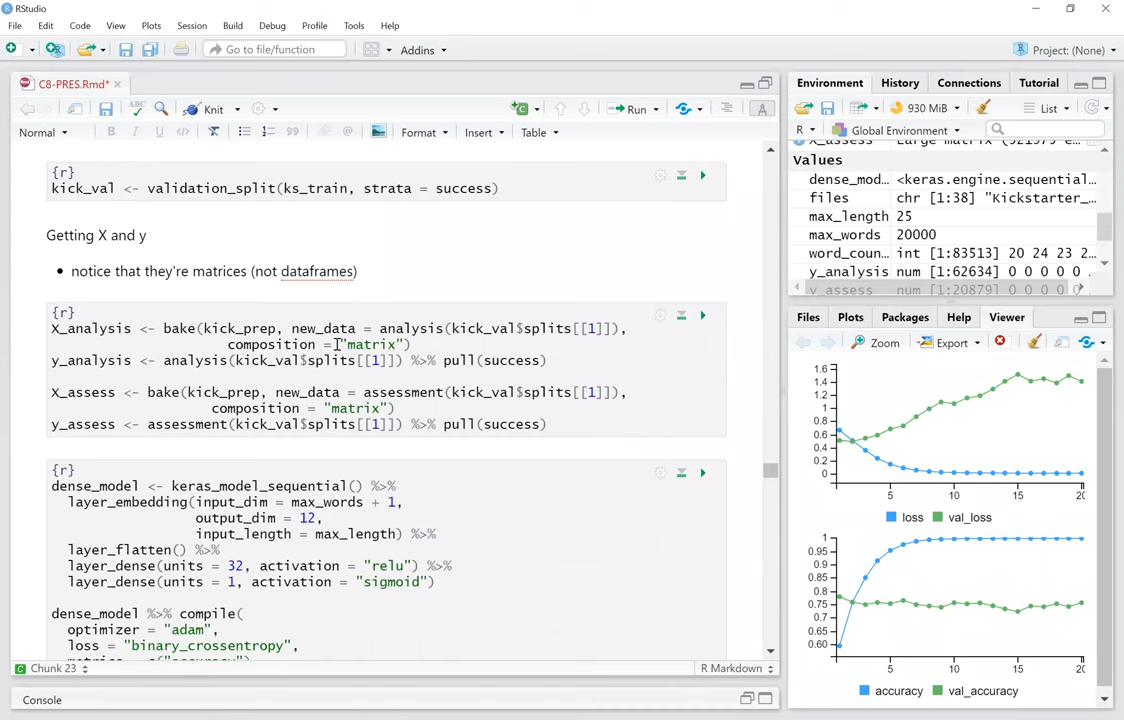 RStudio
File Edit Code View Plots Session Build Debug Profile Tools Help
Go to file/function Addins Project: (None)
C8-PRES.Rmd*
Knit Run
Normal B I U Format Insert Table
{r}
kick_val <- validation_split(ks_train, strata = success)
Getting X and y
• notice that they're matrices (not dataframes)
{r}
X_analysis <- bake(kick_prep, new_data = analysis(kick_val$splits[[1]]),
composition = "matrix")
y_analysis <- analysis(kick_val$splits[[1]]) %>% pull(success)
X_assess <- bake(kick_prep, new_data = assessment(kick_val$splits[[1]]),
composition = "matrix")
y_assess <- assessment(kick_val$splits[[1]]) %>% pull(success)
{r}
dense_model <- keras_model_sequential() %>%
layer_embedding(input_dim = max_words + 1,
output_dim = 12,
input_length = max_length) %>%
layer_flatten() %>%
layer_dense(units = 32, activation = "relu") %>%
layer_dense(units = 1, activation = "sigmoid")
dense_model %>% compile(
optimizer = "adam",
loss = "binary_crossentropy",
Chunk 23 R Markdown
Console
Environment History Connections Tutorial
930 MiB List
R Global Environment
Values
dense_mod… <keras.engine.sequential…
files chr [1:38] "Kickstarter_…
max_length 25
max_words 20000
word_coun… int [1:83513] 20 24 23 2…
y_analysis num [1:62634] 0 0 0 0 0 .
y_assess num [1:20879] 0 0 0 0 0
Files Plots Packages Help Viewer
Zoom Export
1.6
1.4
1.2
1
0.8
0.6
0.4
0.2
0
5 10 15 20
loss val_loss
1
0.95
0.9
0.85
0.8
0.75
0.70
0.65
0.60
5 10 15 20
accuracy val_accuracy